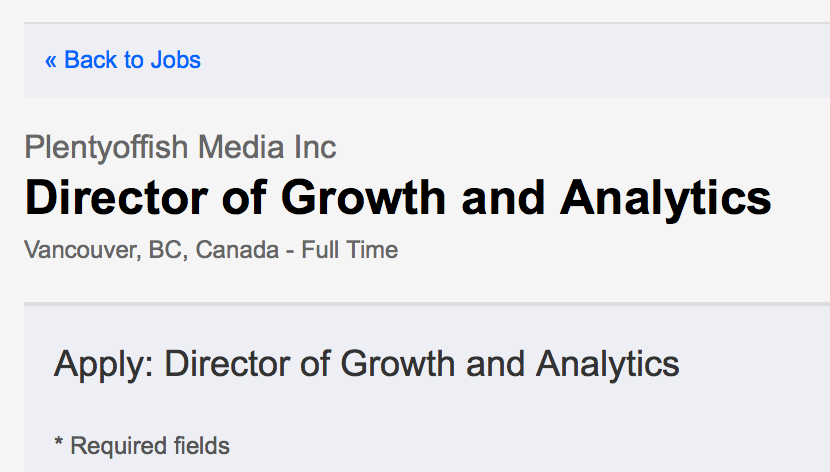 « Back to Jobs
Plentyoffish Media Inc
Director of Growth and Analytics
Vancouver, BC, Canada - Full Time
Apply: Director of Growth and Analytics
* Required fields